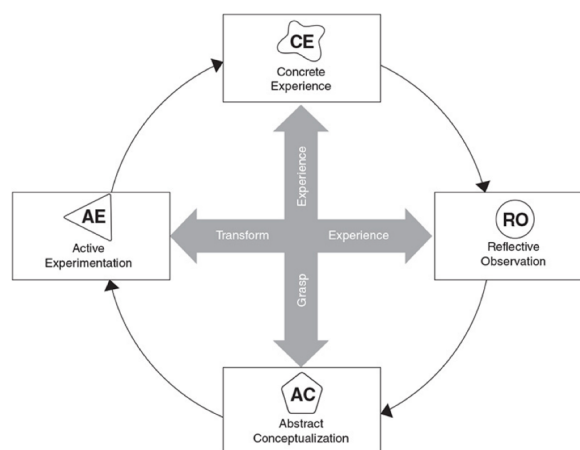 CE
Concrete
Experience
Experience
AE
Active
Experimentation
Transform
Experience
RO
Reflective
Observation
Grasp
AC
Abstract
Conceptualization